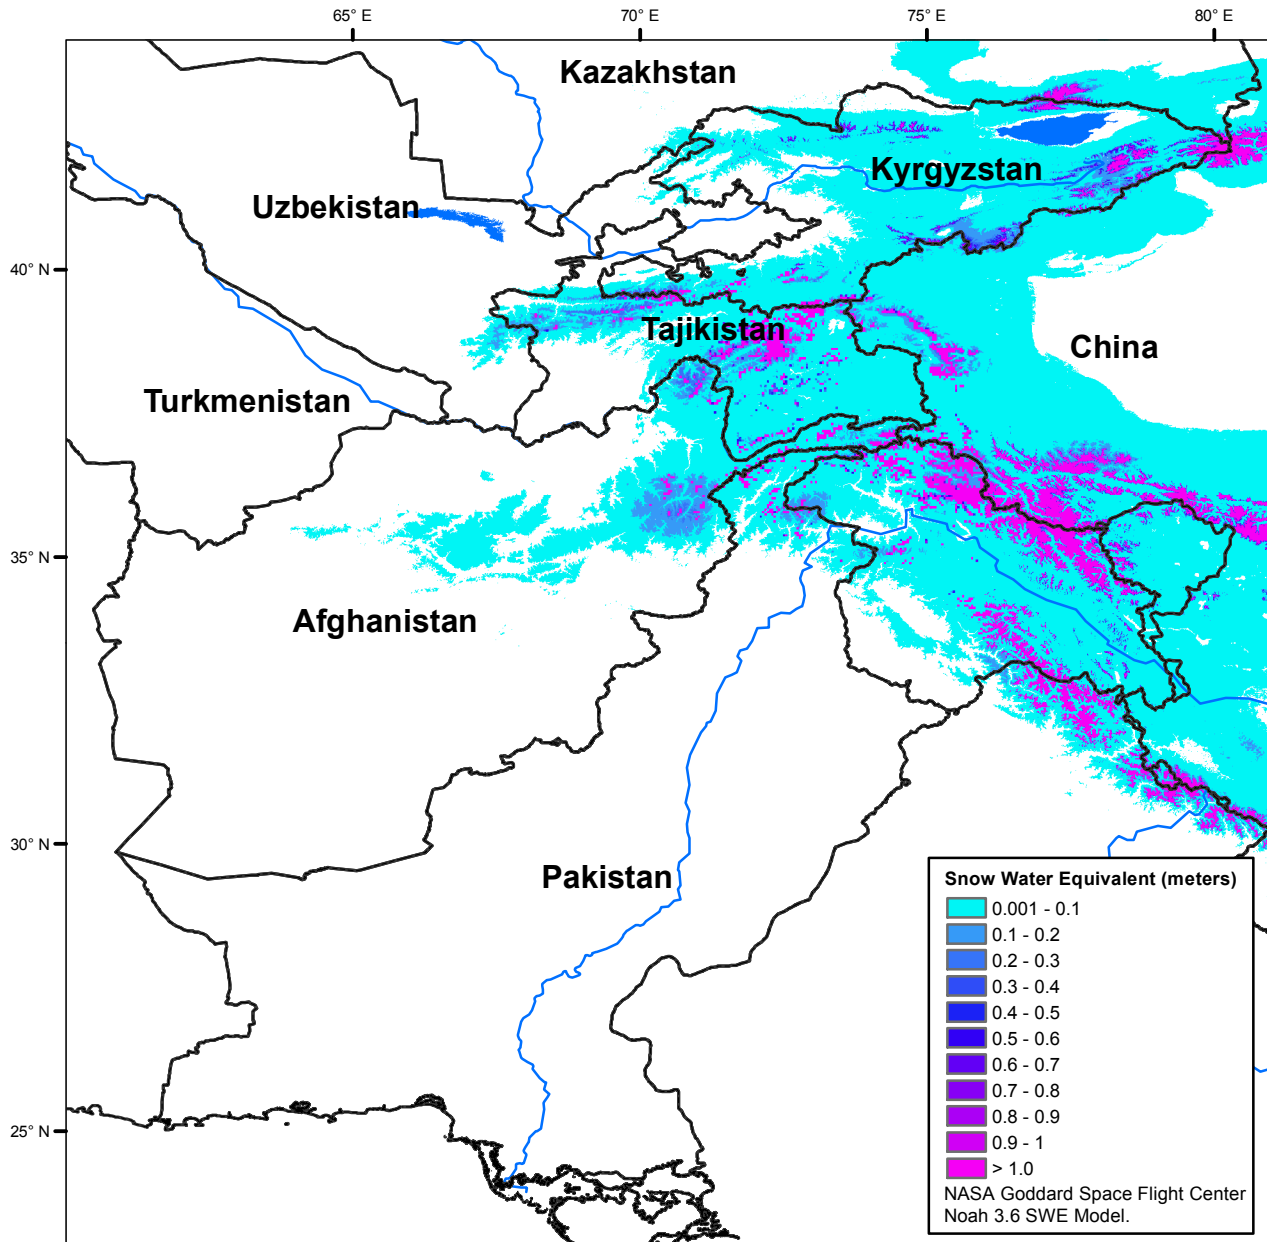 65° E
70° E
75° E
80° E
Kazakhstan
Kyrgyzstan
Uzbekistan
40° N
Tajikistan
China
Turkmenistan
35° N
Afghanistan
30° N
Pakistan
25° N
Snow Water Equivalent (meters)
0.001 - 0.1
0.1 - 0.2
0.2 - 0.3
0.3 - 0.4
0.4 - 0.5
0.5 - 0.6
0.6 - 0.7
0.7 - 0.8
0.8 - 0.9
0.9 - 1
> 1.0
NASA Goddard Space Flight Center
Noah 3.6 SWE Model.